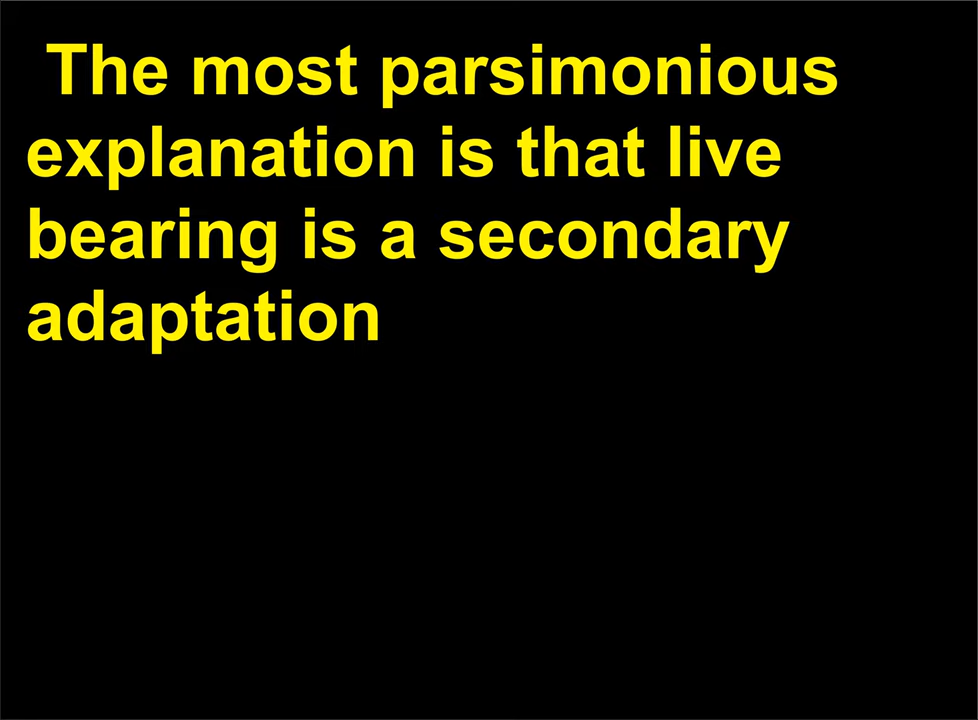 The most parsimonious
explanation is that live
bearing is a secondary
adaptation